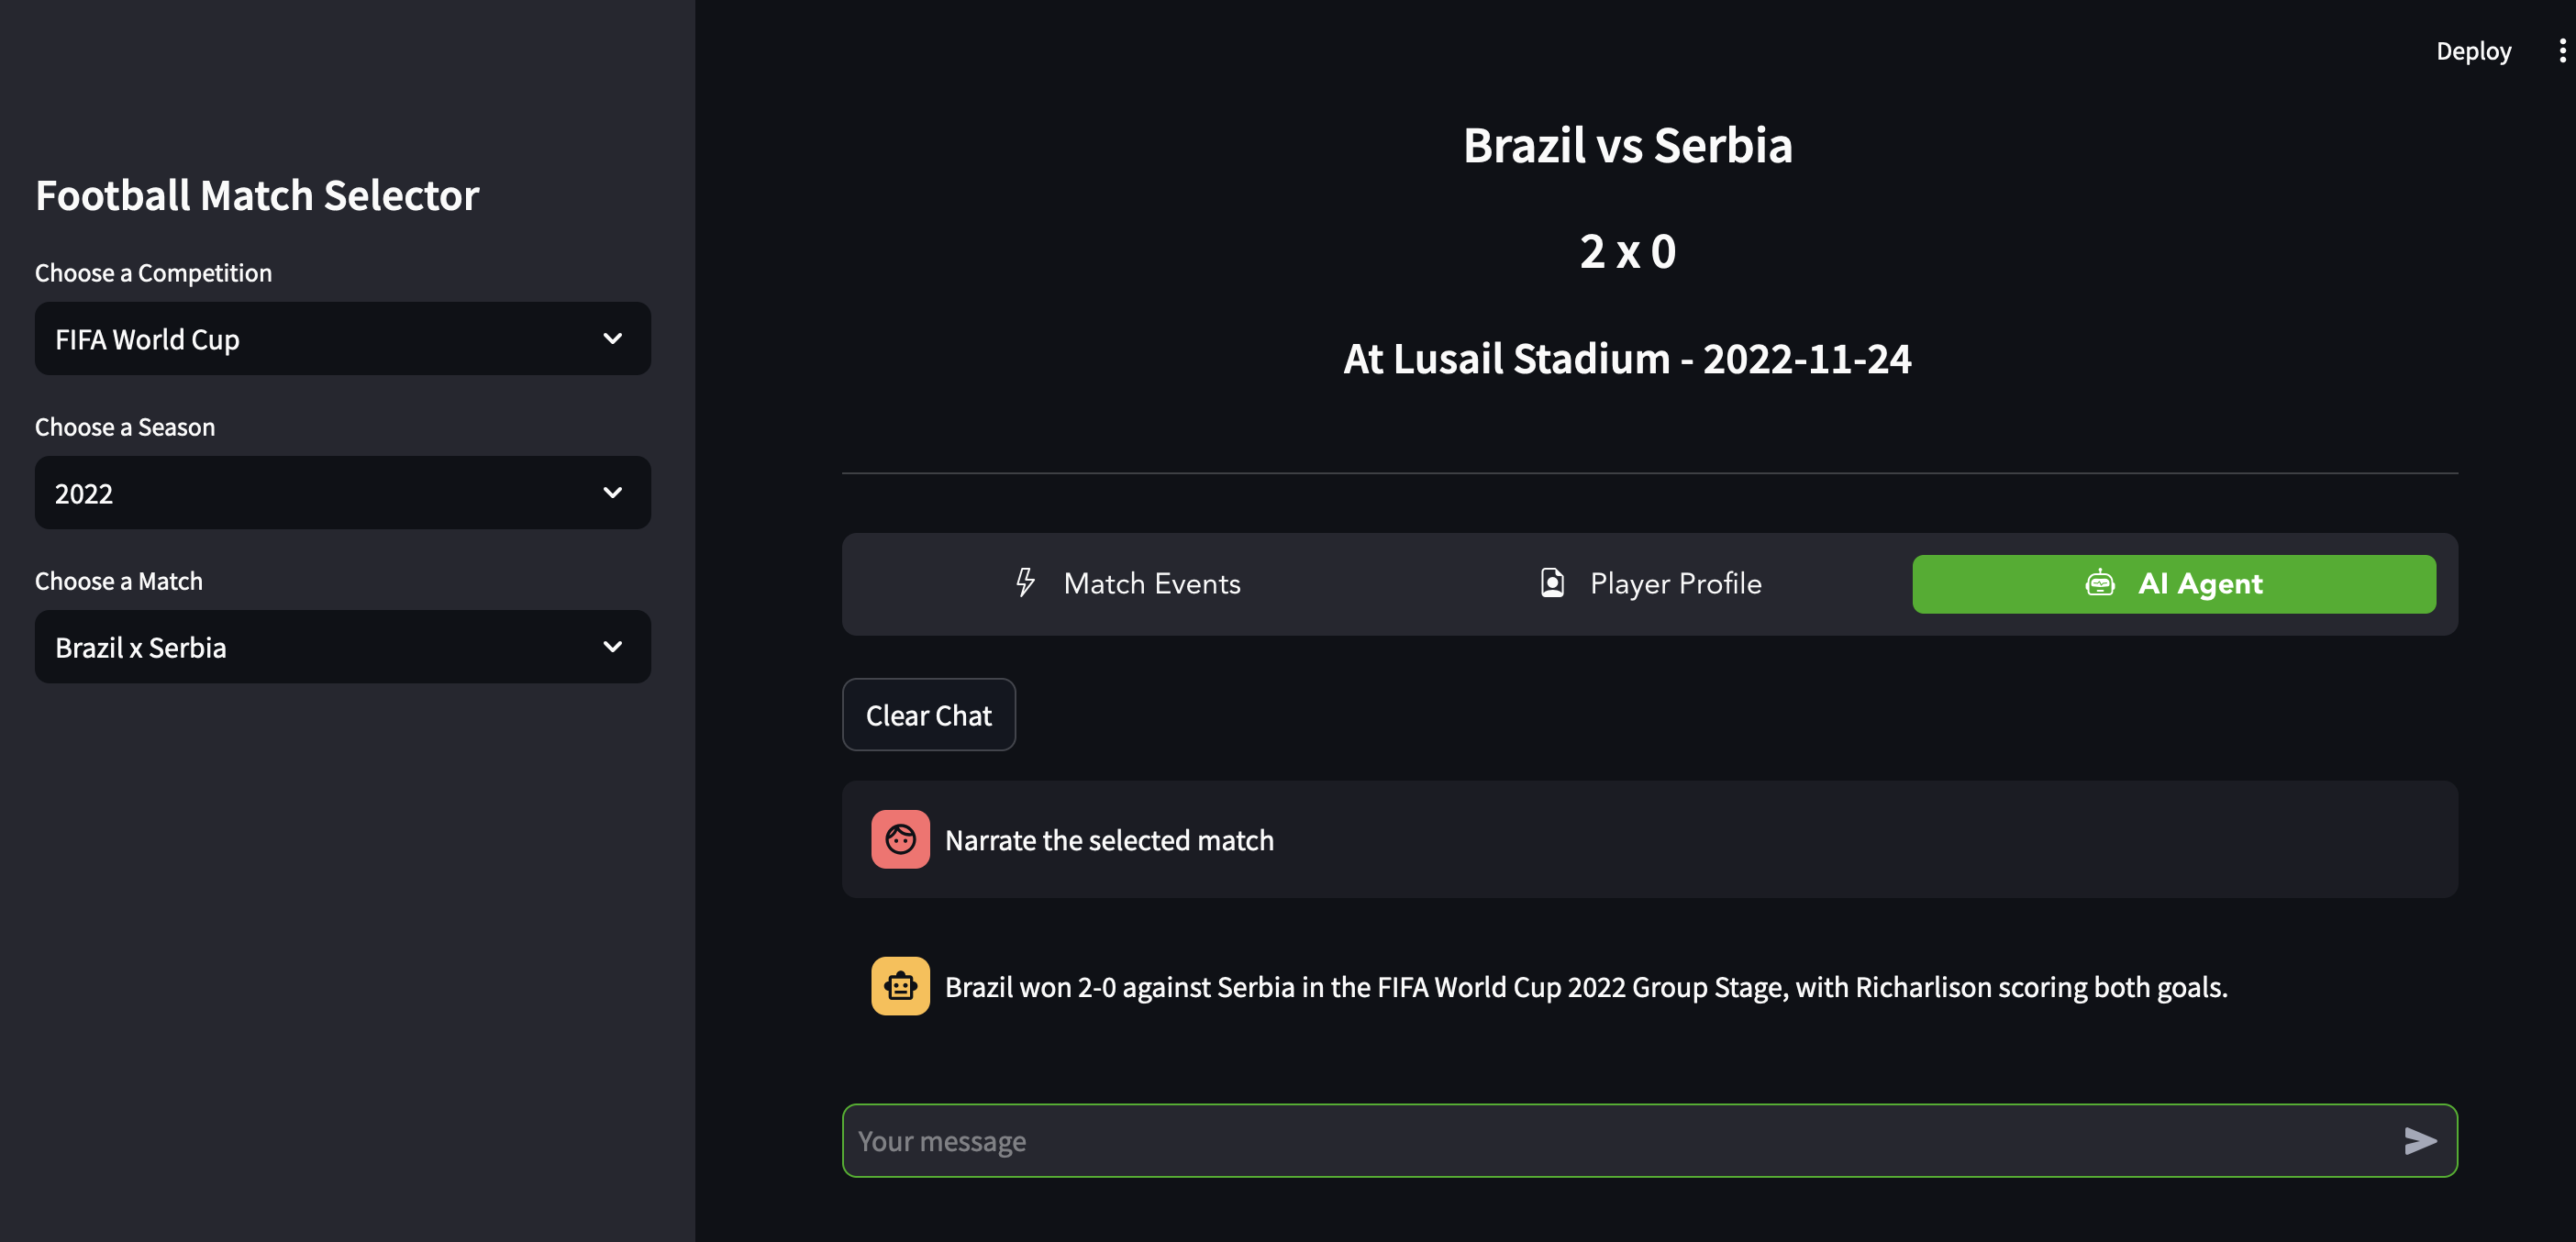 Deploy
Football Match Selector
Choose a Competition
FIFA World Cup
Choose a Season
2022
Choose a Match
Brazil x Serbia
Brazil vs Serbia
2 x 0
At Lusail Stadium - 2022-11-24
Match Events
Player Profile
AI Agent
Clear Chat
Narrate the selected match
Brazil won 2-0 against Serbia in the FIFA World Cup 2022 Group Stage, with Richarlison scoring both goals.
Your message